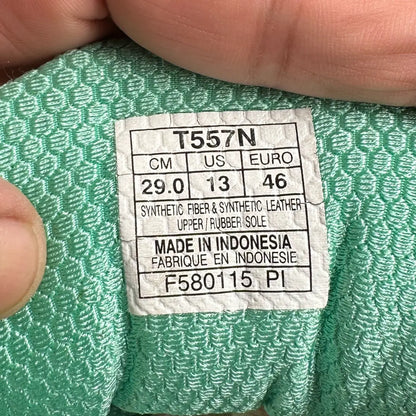 T557N
CM US EURO
29.0 13 46
SYNTHETIC FIBER & SYNTHETIC LEATHER
UPPER / RUBBER SOLE
MADE IN INDONESIA
FABRIQUE EN INDONESIE
F580115 PI